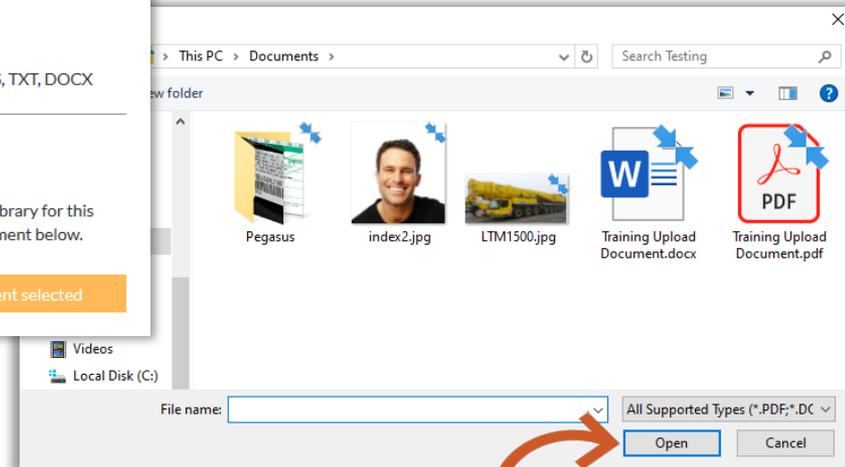 , TXT, DOCX
brary for this
ment below.
nt selected
This PC > Documents >
Search Testing
ew folder
Pegasus
index2.jpg
LTM1500.jpg
W
Training Upload
Document.docx
PDF
Training Upload
Document.pdf
Videos
Local Disk (C:)
File name:
All Supported Types (*.PDF;*.DC
Open
Cancel